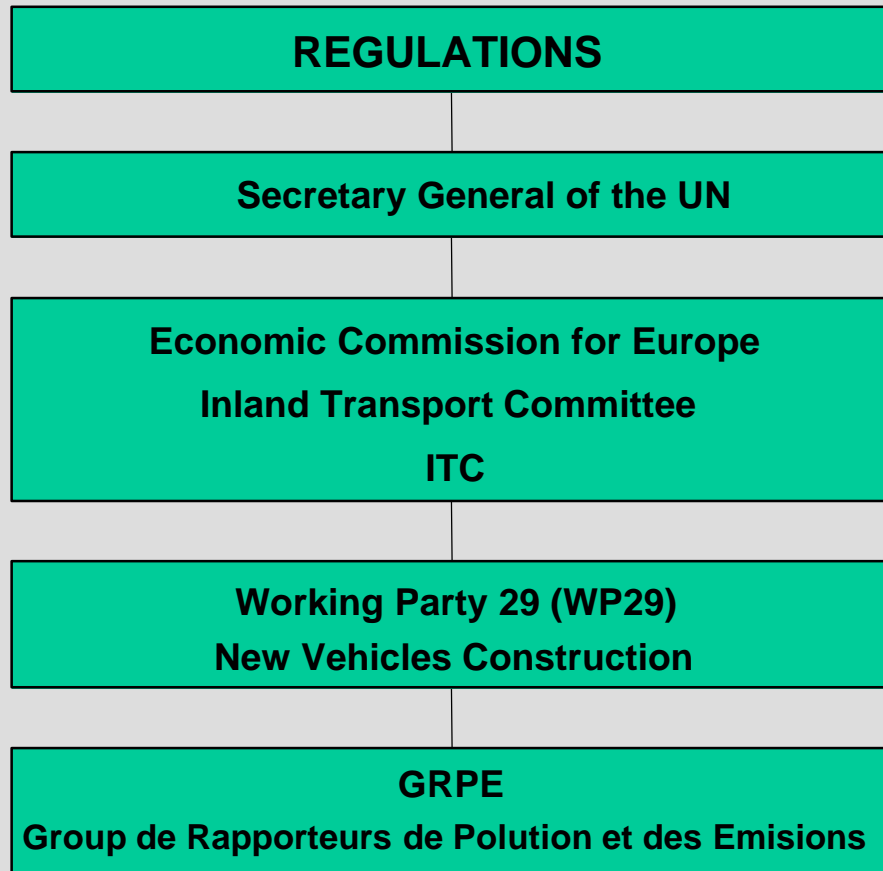 REGULATIONS
Secretary General of the UN
Economic Commission for Europe
Inland Transport Committee
ITC
Working Party 29 (WP29)
New Vehicles Construction
GRPE
Group de Rapporteurs de Polution et des Emisions